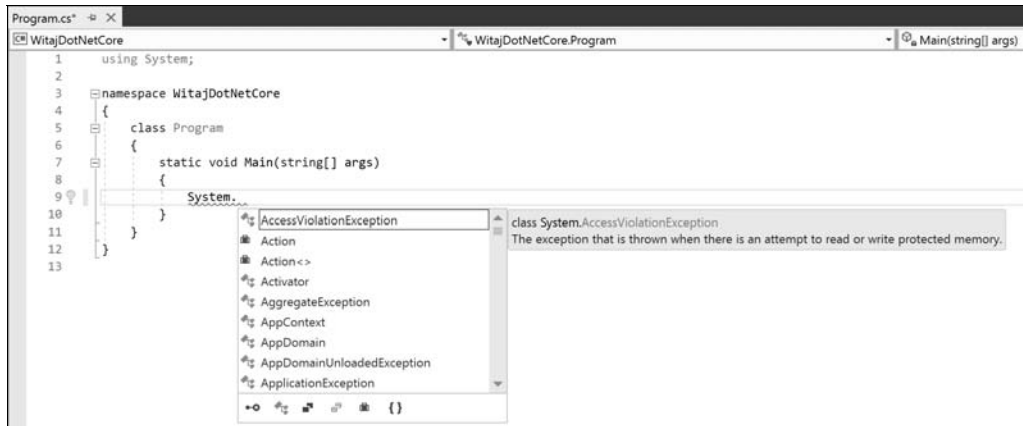 Program.cs*
WitajDotNetCore WitajDotNetCore.Program Main(string[] args)
1 using System;
2
3 namespace WitajDotNetCore
4 {
5 class Program
6 {
7 static void Main(string[] args)
8 {
9 System.
10 }
11 }
12 }
13
AccessViolationException
Action
Action<>
Activator
AggregateException
AppContext
AppDomain
AppDomainUnloadedException
ApplicationException
{}
class System.AccessViolationException
The exception that is thrown when there is an attempt to read or write protected memory.